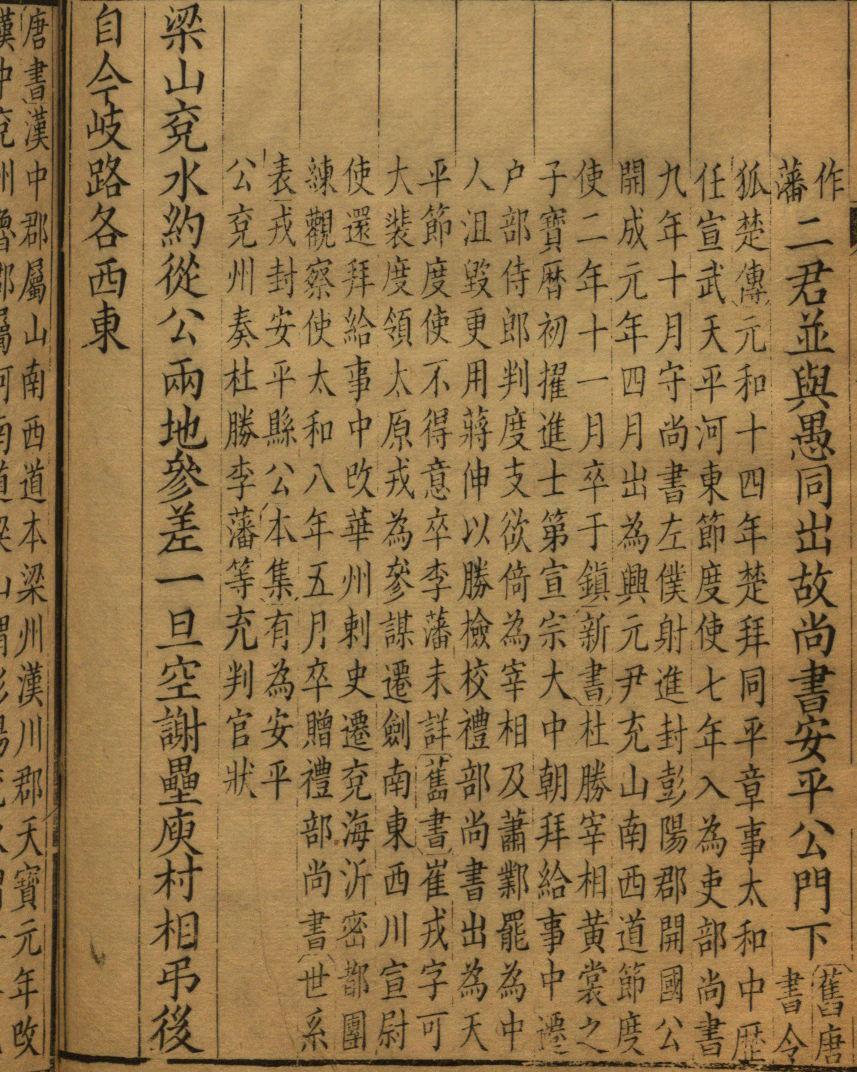 作
藩
二君並與愚同出故尚書安平公門下
舊唐
書令
狐楚傳元和十四年楚拜同平章事太和中歷
任宣武天平河東節度使七年入為吏部尚書
九年十月守尚書左僕射進封彭陽郡開國公
開成元年四月出為興元尹充山南西道節度
使二年十一月卒于鎮新書杜勝宰相黃裳之
子寶曆初擢進士第宣宗大中朝拜給事中遷
户部侍郎判度支欲倚為宰相及蕭鄴罷為中
人沮毀更用蔣伸以勝檢校禮部尚書出為天
平節度使不得意卒李藩未詳舊書崔戎字可
大裴度領太原戎為參謀遷劍南東西川宣尉
使還拜給事中改華州刺史遷兗海沂密都團
練觀察使太和八年五月卒贈禮部尚書世系
表戎封安平縣公本集有為安平
公兗州奏杜勝李藩等充判官狀
梁山兗水約從公兩地參差一旦空謝壘庾村相弔後
自今岐路各西東
唐書漢中郡屬山南西道本梁州漢川郡天寶元年改